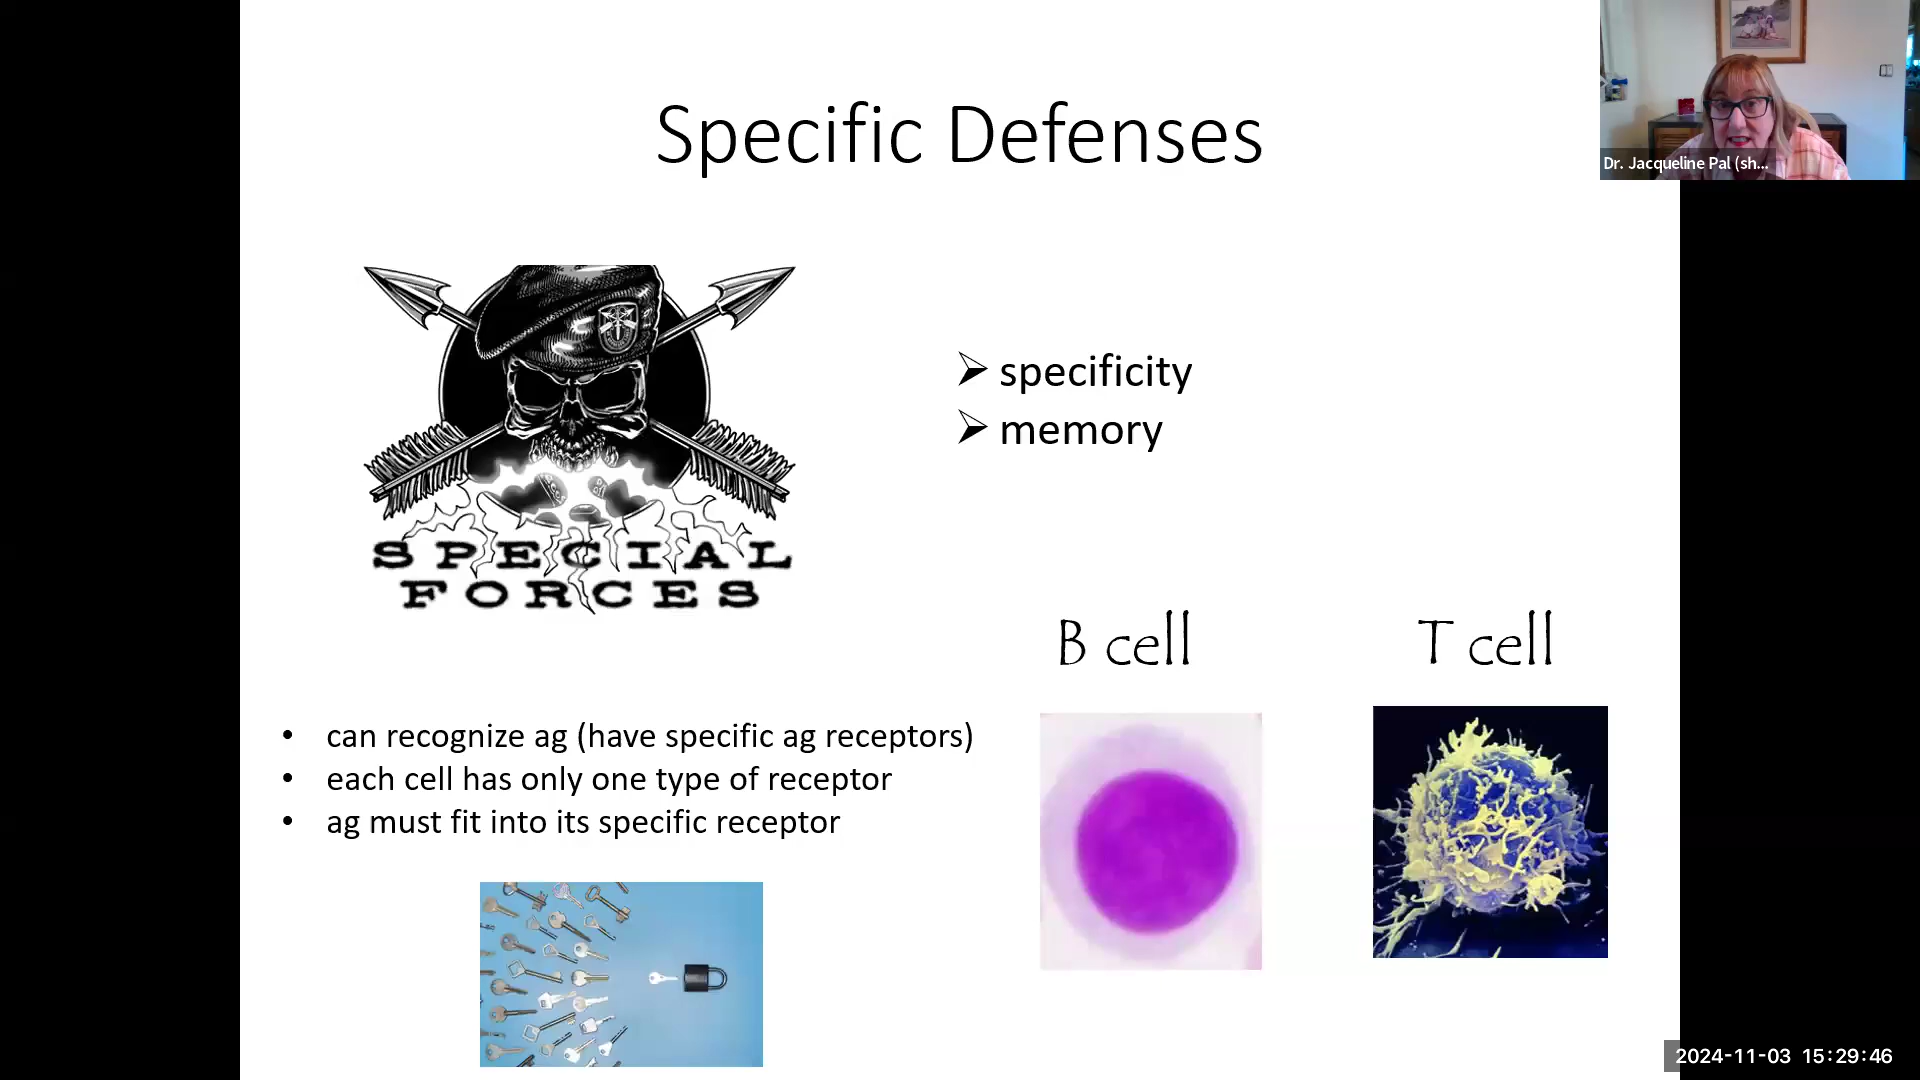 Specific Defenses
Dr. Jacqueline Pal (sh...
➢ specificity
➢ memory
SPECIAL
FORCES
B cell
T cell
• can recognize ag (have specific ag receptors)
• each cell has only one type of receptor
• ag must fit into its specific receptor
2024-11-03 15:29:46